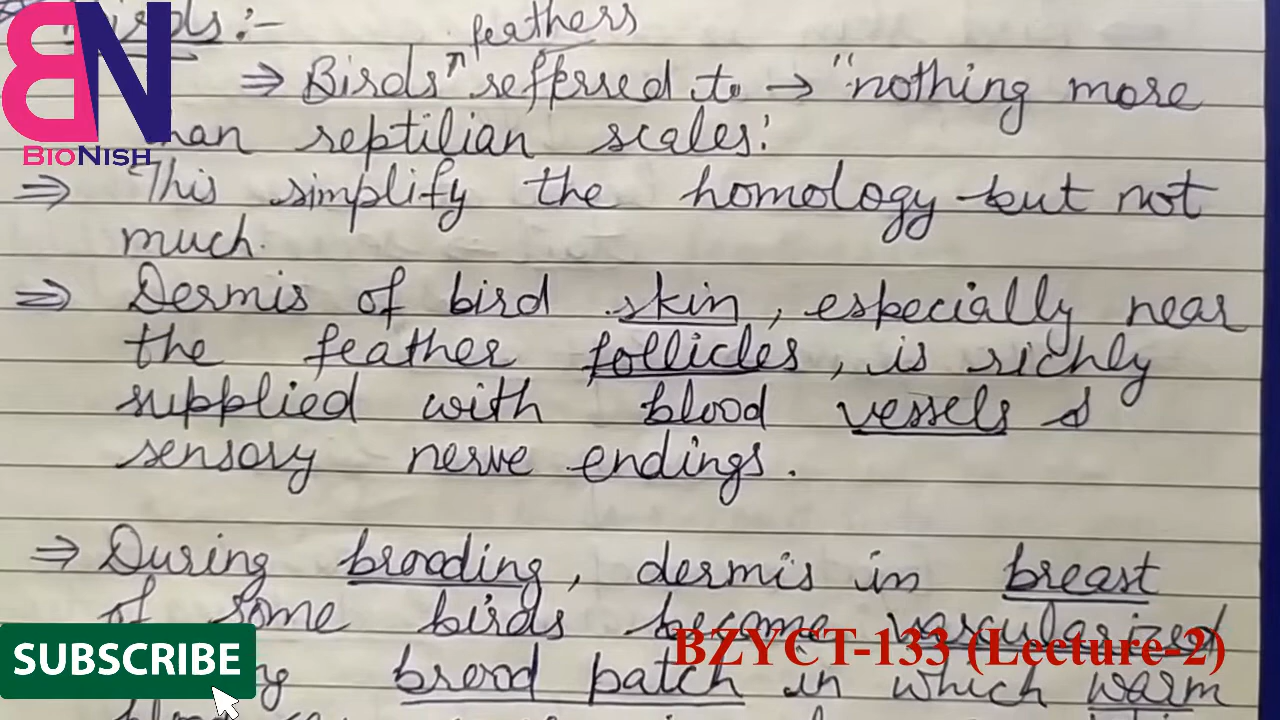 Birds :-
feathers
⇒ Birds refferred to → "nothing more
than reptilian scales.'
⇒ This simplify the homology but not
much.
⇒ Dermis of bird skin, especially near
the feather follicles, is richly
supplied with blood vessels &
sensory nerve endings.
⇒ During brooding, dermis in breast
of some birds become vascularized
brood patch in which warm
BN
BIONISH
SUBSCRIBE
BZYCT-133 (Lecture-2)